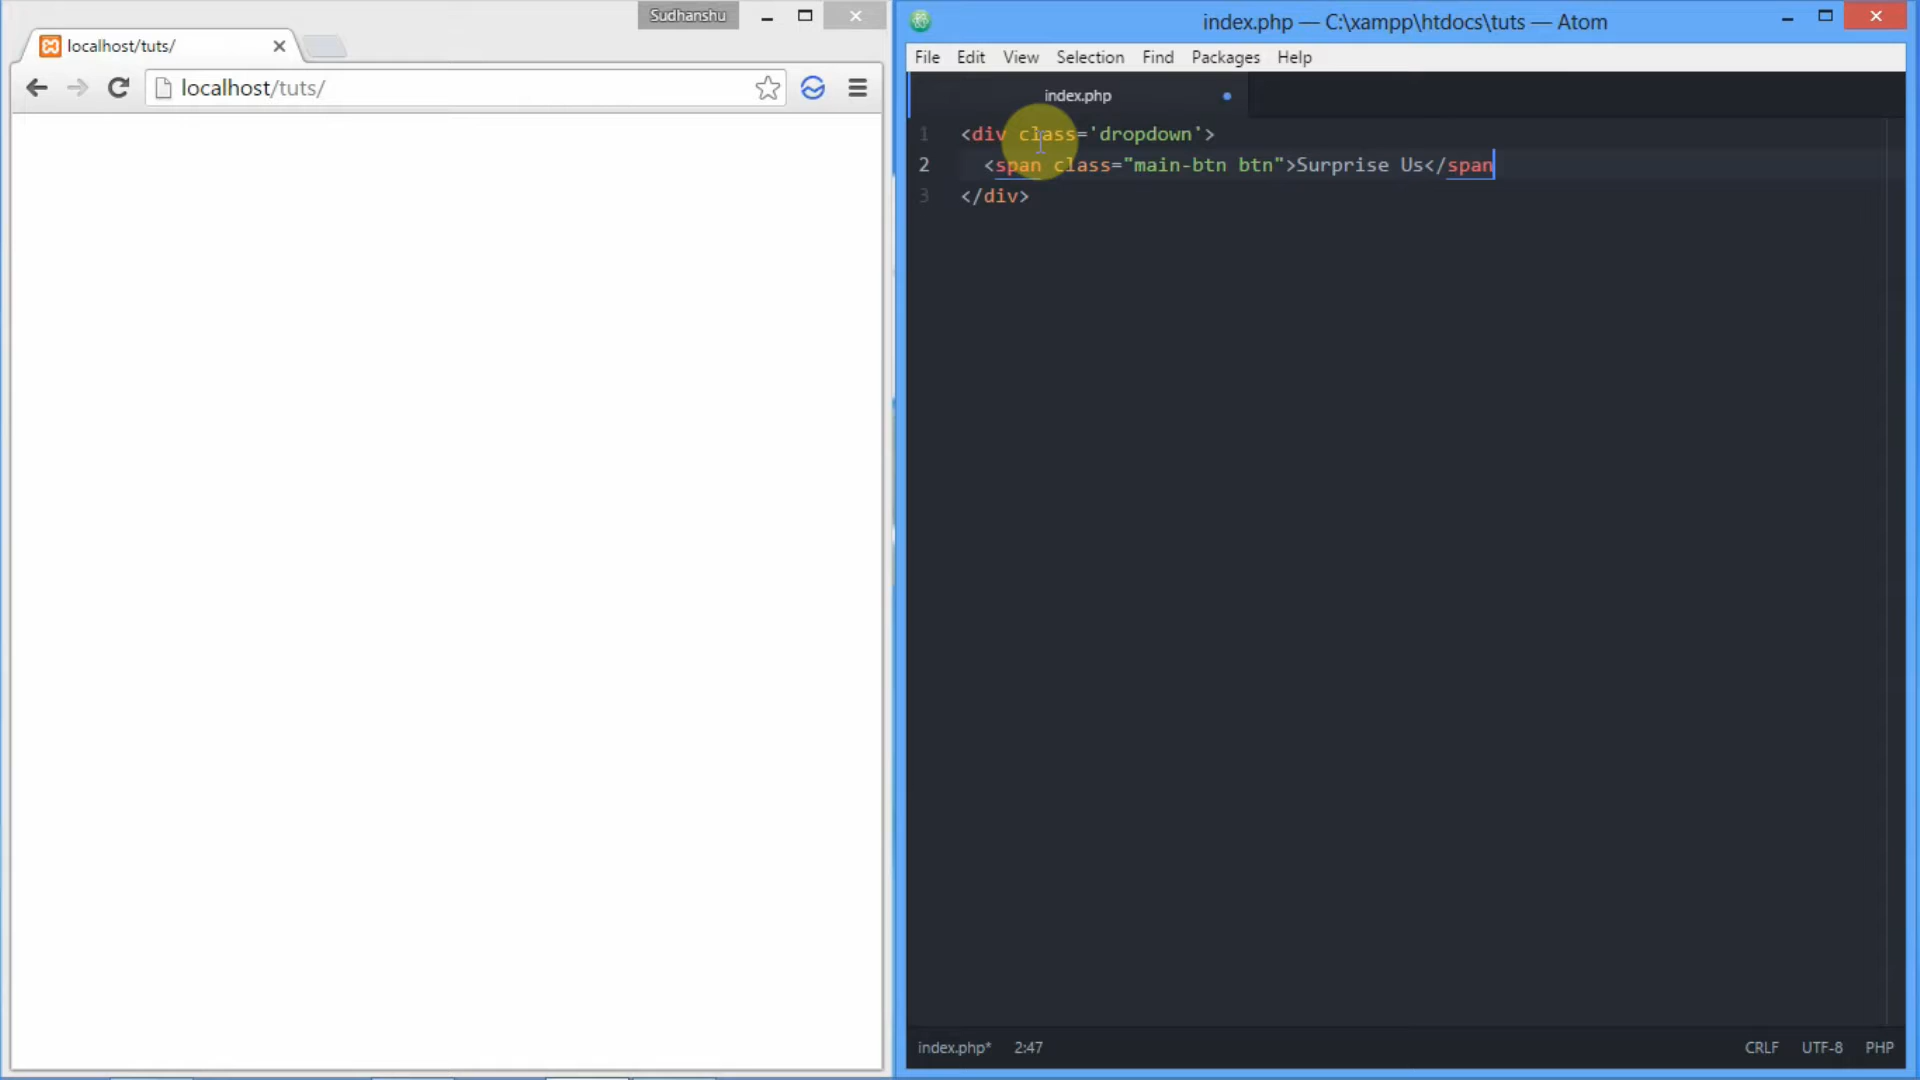 Sudhanshu
localhost/tuts/
localhost/tuts/
index.php — C:\xampp\htdocs\tuts — Atom
File Edit View Selection Find Packages Help
index.php
1 <div class='dropdown'>
2 <span class="main-btn btn">Surprise Us</span
3 </div>
index.php* 2:47 CRLF UTF-8 PHP